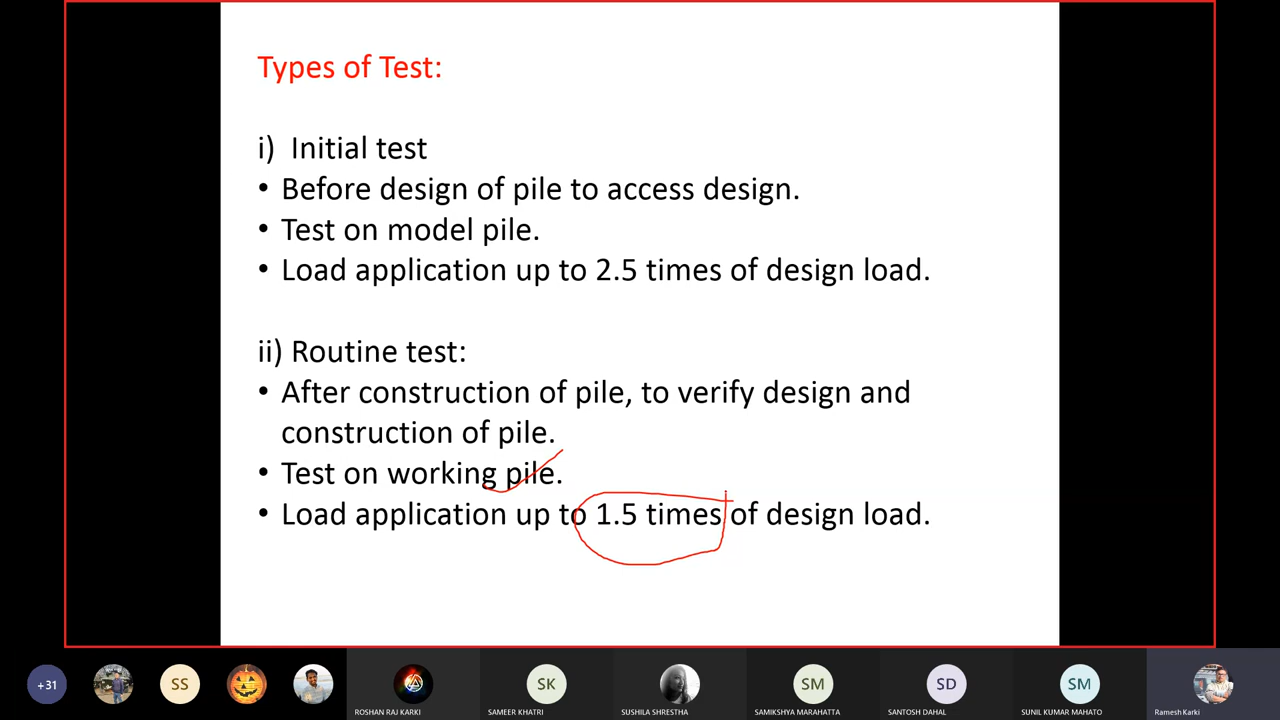 Types of Test:
i) Initial test
• Before design of pile to access design.
• Test on model pile.
• Load application up to 2.5 times of design load.
ii) Routine test:
• After construction of pile, to verify design and
construction of pile.
• Test on working pile.
• Load application up to 1.5 times of design load.
+31
SS
SK
SM
SD
SM
ROSHAN RAJ KARKI
SAMEER KHATRI
SUSHILA SHRESTHA
SAMIKSHYA MARAHATTA
SANTOSH DAHAL
SUNIL KUMAR MAHATO
Ramesh Karki